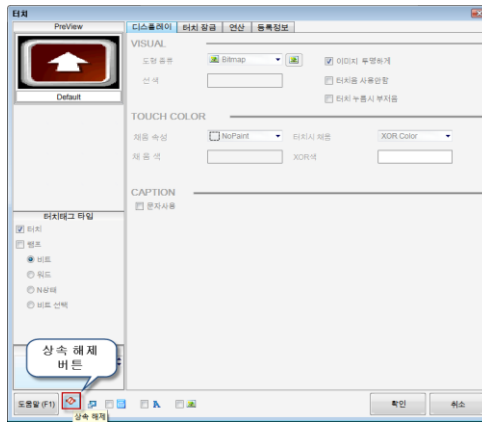 터치
PreView
Default
터치태그 타입
터치
램프
비트
워드
N상태
비트 선택
상속 해제
버튼
도움말 (F1)
A
상속 해제
디스플레이 터치 잠금 연산 등록정보
VISUAL
도형 종류 Bitmap 이미지 투명하게
선 색 터치음 사용안함
터치 누름시 부저음
TOUCH COLOR
채움 속성 NoPaint 터치시 채움 XOR Color
채 움 색 XOR색
CAPTION
문자사용
확인 취소